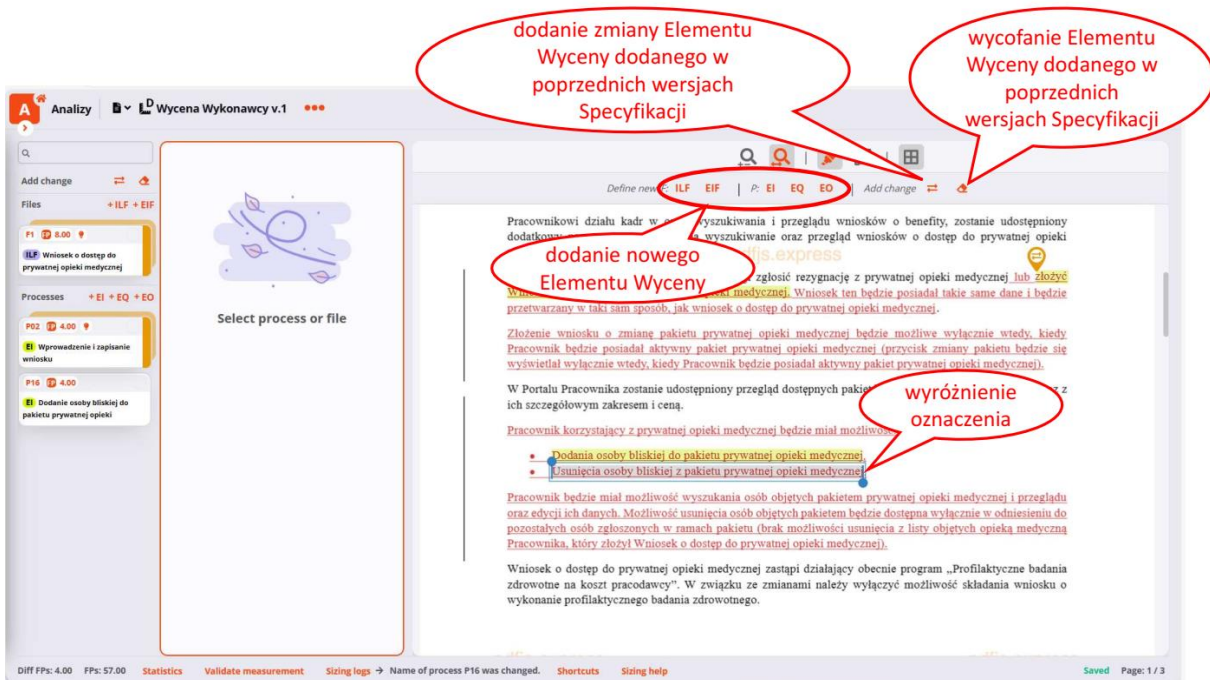 dodanie zmiany Elementu
Wyceny dodanego w
poprzednich wersjach
Specyfikacji
wycofanie Elementu
Wyceny dodanego w
poprzednich
wersjach Specyfikacji
A Analizy D Wycena Wykonawcy v.1
Add change
Files + ILF + EIF
F1 FP 8.00
ILF Wniosek o dostęp do
prywatnej opieki medycznej
Processes + EI + EQ + EO
P02 FP 4.00
EI Wprowadzenie i zapisanie
wniosku
P16 FP 4.00
EI Dodanie osoby bliskiej do
pakietu prywatnej opieki
Select process or file
Define new F: ILF EIF | P: EI EQ EO | Add change
dodanie nowego
Elementu Wyceny
Pracownikowi działu kadr w wyszukiwania i przeglądu wniosków o benefity, zostanie udostępniony
dodatkowy wyszukiwanie oraz przegląd wniosków o dostęp do prywatnej opieki
pdfjs.express
zgłosić rezygnację z prywatnej opieki medycznej lub złożyć
medycznej. Wniosek ten będzie posiadał takie same dane i będzie
przetwarzany w taki sam sposób, jak wniosek o dostęp do prywatnej opieki medycznej.
Złożenie wniosku o zmianę pakietu prywatnej opieki medycznej będzie możliwe wyłącznie wtedy, kiedy
Pracownik będzie posiadał aktywny pakiet prywatnej opieki medycznej (przycisk zmiany pakietu będzie się
wyświetlał wyłącznie wtedy, kiedy Pracownik będzie posiadał aktywny pakiet prywatnej opieki medycznej).
W Portalu Pracownika zostanie udostępniony przegląd dostępnych z
ich szczegółowym zakresem i ceną.
wyróżnienie
oznaczenia
Pracownik korzystający z prywatnej opieki medycznej będzie miał
• Dodania osoby bliskiej do pakietu prywatnej opieki medycznej,
• Usunięcia osoby bliskiej z pakietu prywatnej opieki medycznej
Pracownik będzie miał możliwość wyszukania osób objętych pakietem prywatnej opieki medycznej i przeglądu
oraz edycji ich danych. Możliwość usunięcia osób objętych pakietem będzie dostępna wyłącznie w odniesieniu do
pozostałych osób zgłoszonych w ramach pakietu (brak możliwości usunięcia z listy objętych opieką medyczną
Pracownika, który złożył Wniosek o dostęp do prywatnej opieki medycznej).
Wniosek o dostęp do prywatnej opieki medycznej zastąpi działający obecnie program „Profilaktyczne badania
zdrowotne na koszt pracodawcy”. W związku ze zmianami należy wyłączyć możliwość składania wniosku o
wykonanie profilaktycznego badania zdrowotnego.
Diff FPs: 4.00 FPs: 57.00 Statistics Validate measurement Sizing logs → Name of process P16 was changed. Shortcuts Sizing help Saved Page: 1 / 3